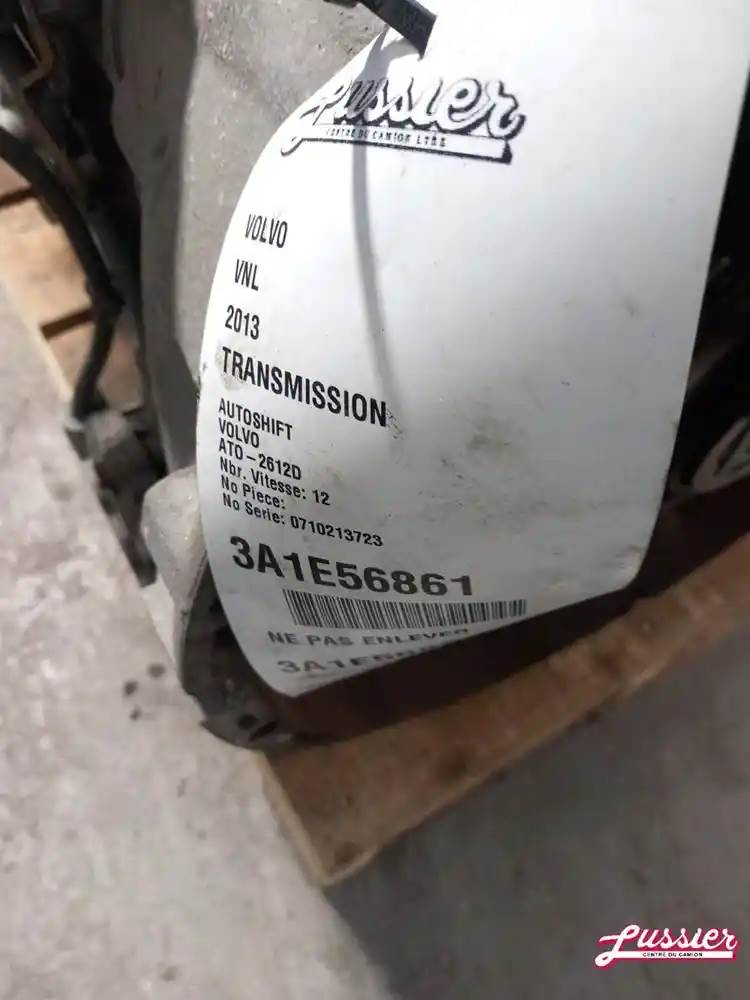 Lussier
CENTRE DU CAMION LTEE
VOLVO
VNL
2013
TRANSMISSION
AUTOSHIFT
VOLVO
ATO-2612D
Nbr. Vitesse: 12
No Piece:
No Serie: 0710213723
3A1E56861
NE PAS ENLEVER
Lussier
CENTRE DU CAMION